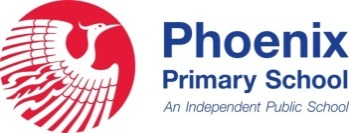 Phoenix
Primary School
An Independent Public School